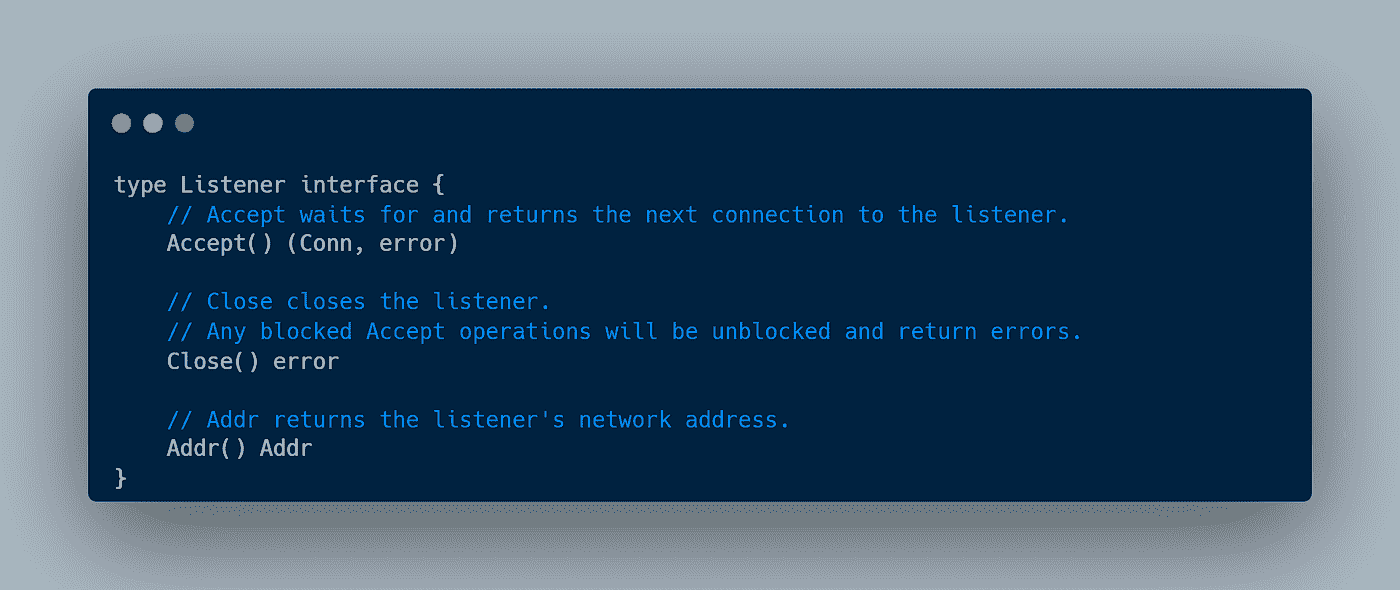 type Listener interface {
    // Accept waits for and returns the next connection to the listener.
    Accept() (Conn, error)

    // Close closes the listener.
    // Any blocked Accept operations will be unblocked and return errors.
    Close() error

    // Addr returns the listener's network address.
    Addr() Addr
}